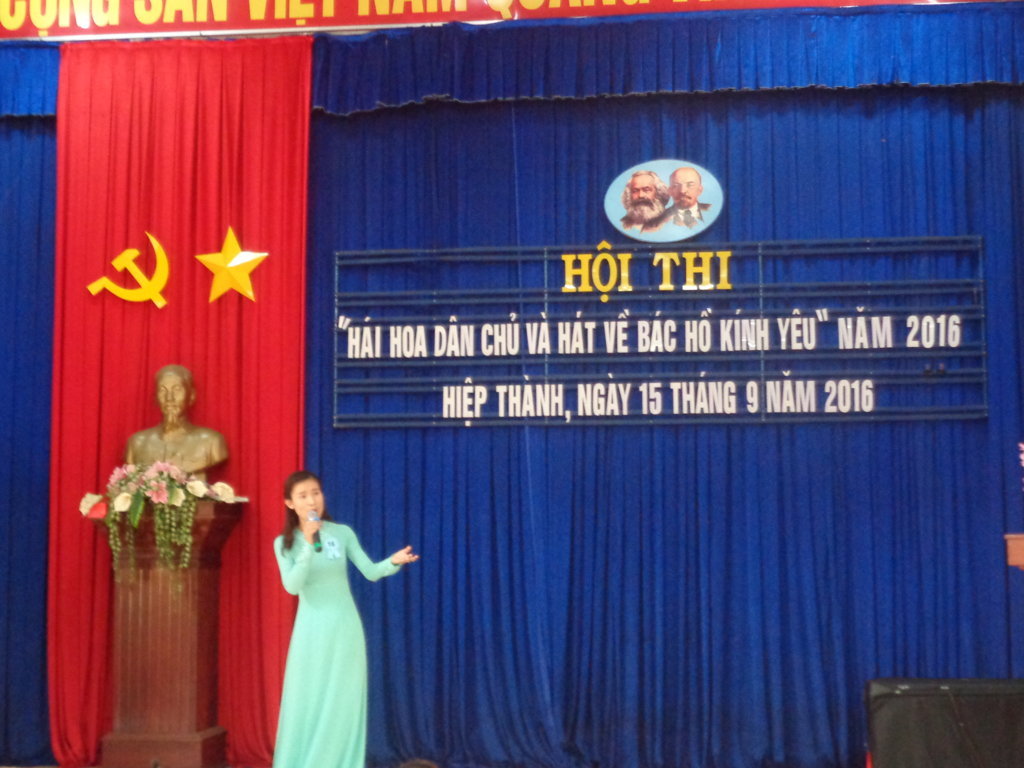 CỘNG SẢN VIỆT NAM QUANG
HỘI THI
"HÁI HOA DÂN CHỦ VÀ HÁT VỀ BÁC HỒ KÍNH YÊU" NĂM 2016
HIỆP THÀNH, NGÀY 15 THÁNG 9 NĂM 2016